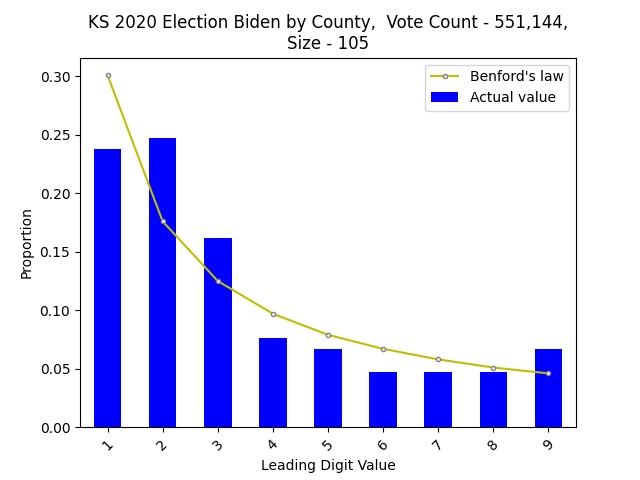 KS 2020 Election Biden by County,  Vote Count - 551,144,
Size - 105
Benford's law
Actual value
Proportion
0.30
0.25
0.20
0.15
0.10
0.05
0.00
1 2 3 4 5 6 7 8 9
Leading Digit Value